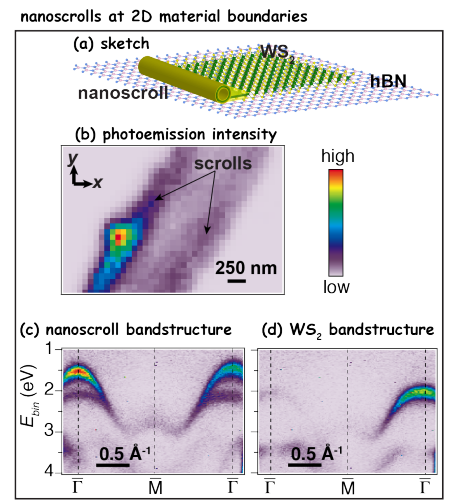 nanoscrolls at 2D material boundaries
(a) sketch
WS2
hBN
nanoscroll
(b) photoemission intensity
y
x
scrolls
250 nm
high
low
(c) nanoscroll bandstructure
(d) WS2 bandstructure
Ebin (eV)
1
2
3
4
0.5 Å-1
0.5 Å-1
Γ̅ M̅ Γ̅ Γ̅ M̅ Γ̅